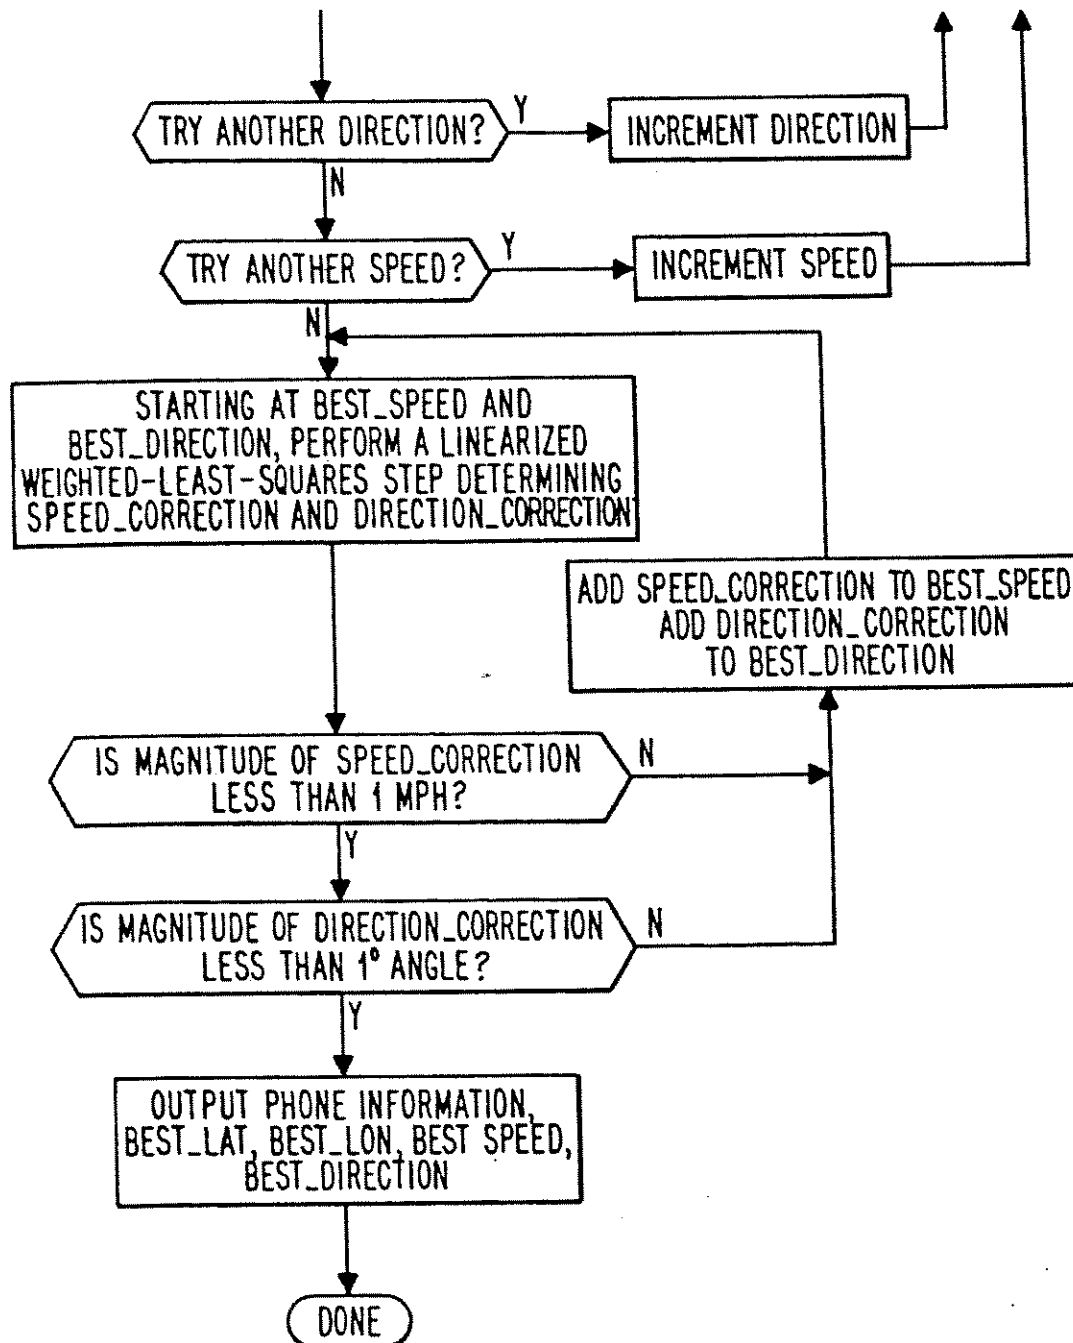 TRY ANOTHER DIRECTION?
Y
INCREMENT DIRECTION
N
TRY ANOTHER SPEED?
Y
INCREMENT SPEED
N
STARTING AT BEST_SPEED AND
BEST_DIRECTION, PERFORM A LINEARIZED
WEIGHTED-LEAST-SQUARES STEP DETERMINING
SPEED_CORRECTION AND DIRECTION_CORRECTION
ADD SPEED_CORRECTION TO BEST_SPEED
ADD DIRECTION_CORRECTION
TO BEST_DIRECTION
IS MAGNITUDE OF SPEED_CORRECTION
LESS THAN 1 MPH?
N
Y
IS MAGNITUDE OF DIRECTION_CORRECTION
LESS THAN 1° ANGLE?
N
Y
OUTPUT PHONE INFORMATION,
BEST_LAT, BEST_LON, BEST SPEED,
BEST_DIRECTION
DONE